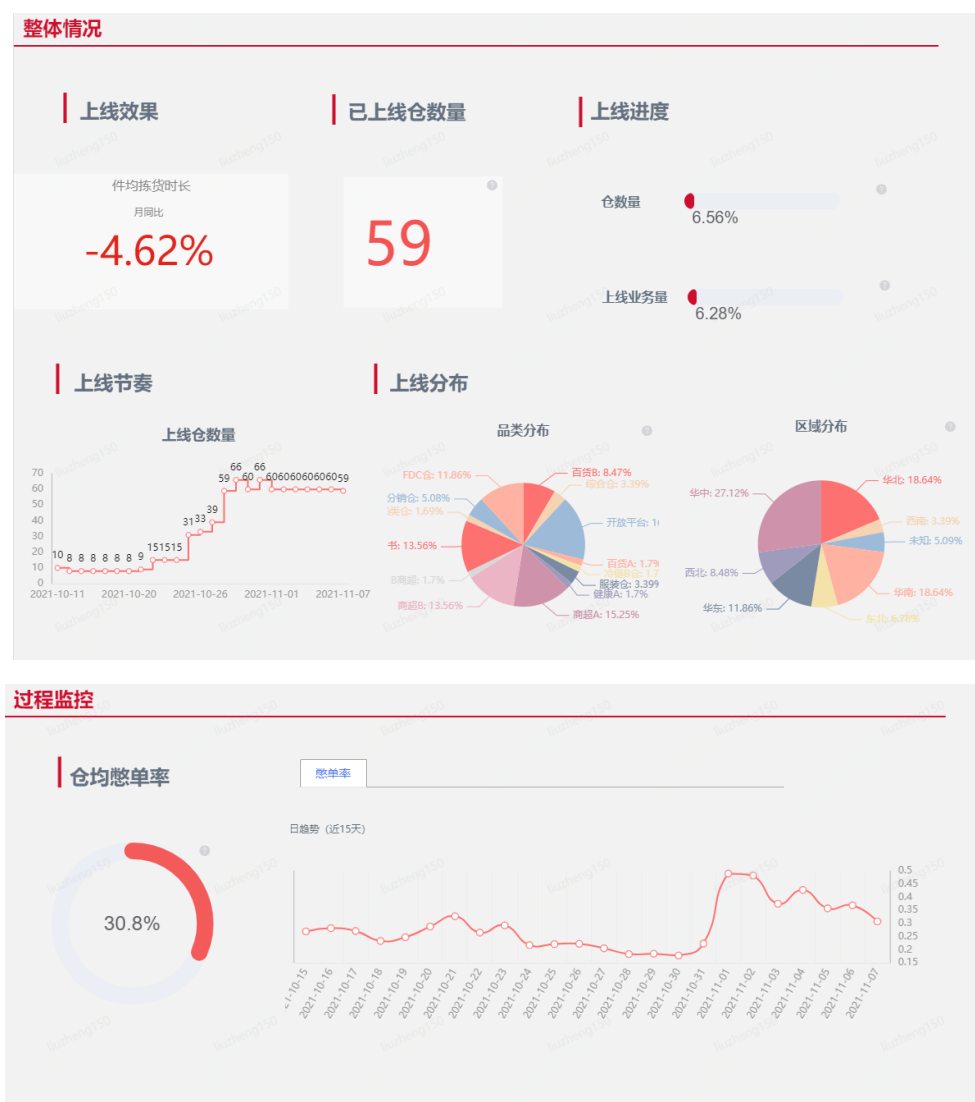 整体情况
上线效果
已上线仓数量
上线进度
件均拣货时长
月同比
-4.62%
59
仓数量
6.56%
上线业务量
6.28%
上线节奏
上线分布
上线仓数量
70
60
50
40
30
20
10
0
10 8 8 8 8 8 8 9 15 15 15 31 33 39 59 66 60 66 60 60 60 60 60 60 59
2021-10-11 2021-10-20 2021-10-26 2021-11-01 2021-11-07
品类分布
百货B: 8.47%
综合仓: 3.39%
开放平台: 1
百货A: 1.7%
服装仓: 3.39%
健康A: 1.7%
商超A: 15.25%
商超B: 13.56%
B商超: 1.7%
书: 13.56%
美仓: 1.69%
分销仓: 5.08%
FDC仓: 11.86%
区域分布
华北: 18.64%
西南: 3.39%
未知: 5.09%
华南: 18.64%
东北: 6.78%
华东: 11.86%
西北: 8.48%
华中: 27.12%
过程监控
仓均憋单率
憋单率
30.8%
日趋势（近15天）
0.5
0.45
0.4
0.35
0.3
0.25
0.2
0.15
1-10-15
2021-10-16
2021-10-17
2021-10-18
2021-10-19
2021-10-20
2021-10-21
2021-10-22
2021-10-23
2021-10-24
2021-10-25
2021-10-26
2021-10-27
2021-10-28
2021-10-29
2021-10-30
2021-10-31
2021-11-01
2021-11-02
2021-11-03
2021-11-04
2021-11-05
2021-11-06
2021-11-07
liuzheng150